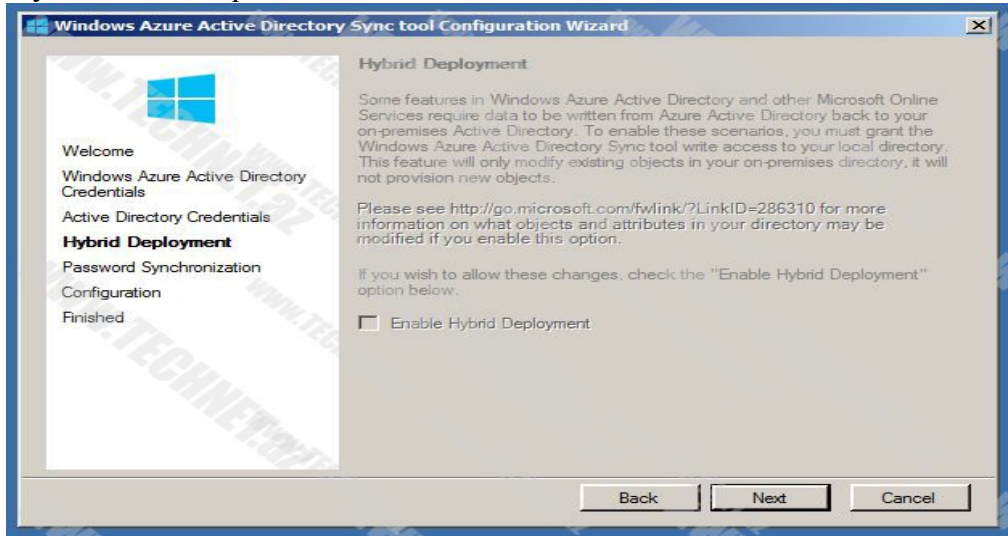 Windows Azure Active Directory Sync tool Configuration Wizard
Welcome
Windows Azure Active Directory
Credentials
Active Directory Credentials
Hybrid Deployment
Password Synchronization
Configuration
Finished
Hybrid Deployment
Some features in Windows Azure Active Directory and other Microsoft Online
Services require data to be written from Azure Active Directory back to your
on-premises Active Directory. To enable these scenarios, you must grant the
Windows Azure Active Directory Sync tool write access to your local directory.
This feature will only modify existing objects in your on-premises directory, it will
not provision new objects.
Please see http://go.microsoft.com/fwlink/?LinkID=286310 for more
information on what objects and attributes in your directory may be
modified if you enable this option.
If you wish to allow these changes, check the "Enable Hybrid Deployment"
option below.
Enable Hybrid Deployment
Back
Next
Cancel
WWW.TECHNET.az